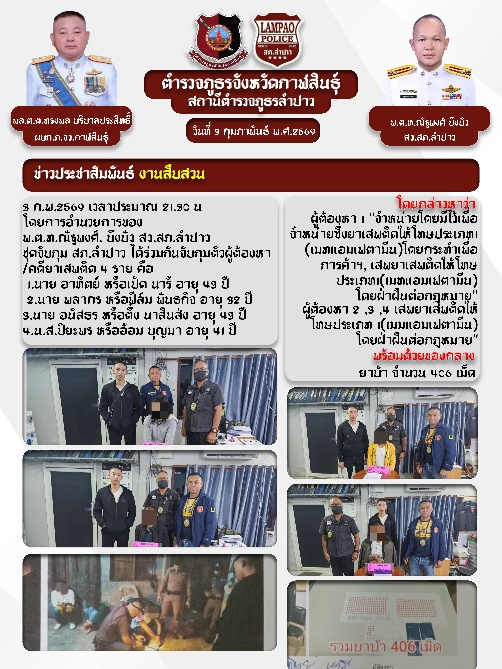 LAMPAO
POLICE
สภ.ลำปาว
ตำรวจภูธรจังหวัดกาฬสินธุ์
สถานีตำรวจภูธรลำปาว
วันที่ 3 กุมภาพันธ์ พ.ศ.2569
พล.ต.ต.ทรงพล บริบาลประสิทธิ์
ผบก.ภ.จว.กาฬสินธุ์
พ.ต.ท.ณัฐพงศ์ ยืนยั่ง
สว.สภ.ลำปาว
ข่าวประชาสัมพันธ์ งานสืบสวน
3 ก.พ.2569 เวลาประมาณ 21.30 น
โดยการอำนวยการของ
พ.ต.ท.ณัฐพงศ์. ยืนยั่ง สว.สภ.ลำปาว
ชุดจับกุม สภ.ลำปาว ได้ร่วมกันจับกุมตัวผู้ต้องหา
/คดียาเสพติด 4 ราย คือ
1.นาย อาทิตย์ หรือเป็ด นารี อายุ 43 ปี
2.นาย พลากร หรือฟิล์ม พันธกิจ อายุ 32 ปี
3.นาย อนิสธร หรือตึ๋ง นาสินส่ง อายุ 43 ปี
4.น.ส.ปิยะพร หรืออ้อม บุญมา อายุ 41 ปี
โดยกล่าวหาว่า
ผู้ต้องหา 1 "จำหน่ายโดยมีไว้เพื่อ
จำหน่ายซึ่งยาเสพติดให้โทษประเภท1
(เมทแอมเฟตามีน)โดยกระทำเพื่อ
การค้าฯ, เสพยาเสพติดให้โทษ
ประเภท1(เมทแอมเฟตามีน)
โดยฝ่าฝืนต่อกฎหมาย"
ผู้ต้องหา 2 ,3 ,4 เสพยาเสพติดให้
โทษประเภท 1(เมมแอมเฟตามีน)
โดยฝ่าฝืนต่อกฎหมาย"
พร้อมด้วยของกลาง
ยาบ้า จำนวน 406 เม็ด
รวมยาบ้า 406 เม็ด